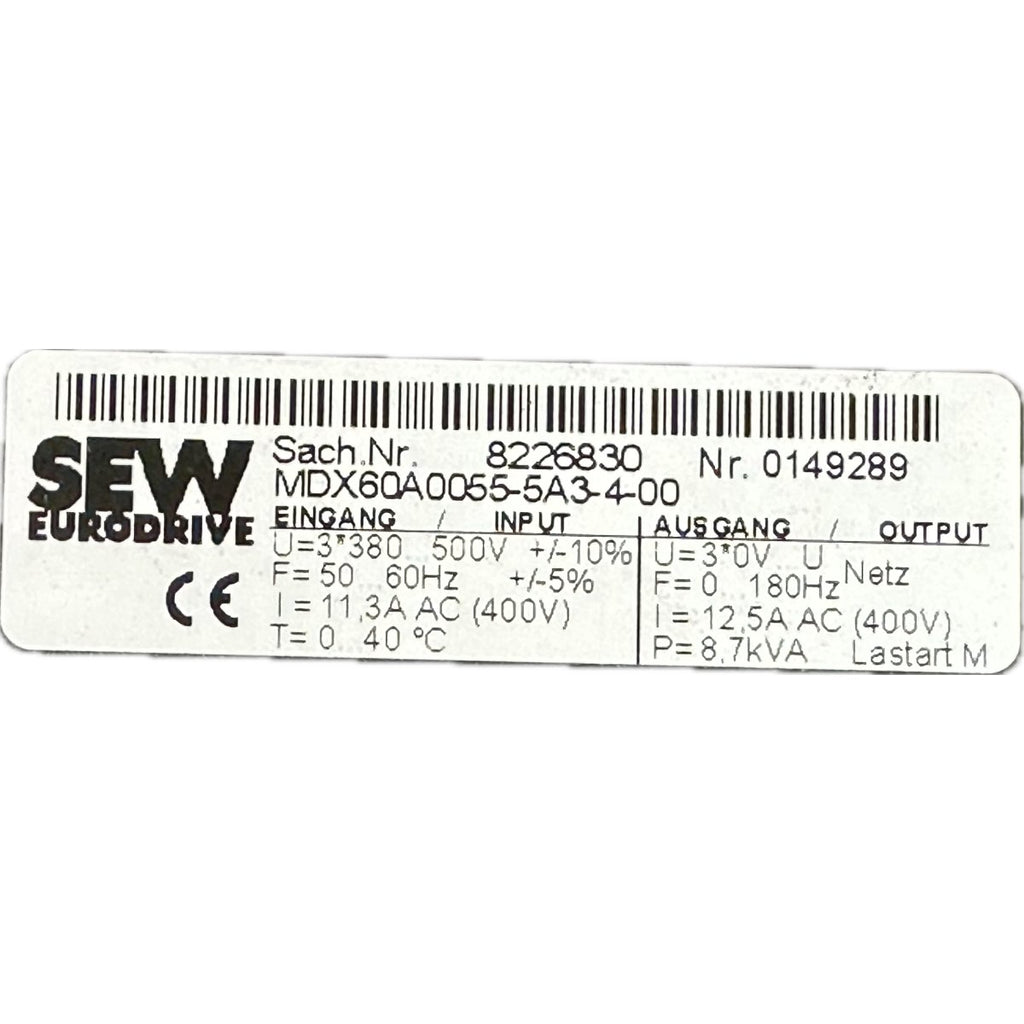 SEW
EURODRIVE
CE
Sach.Nr. 8226830 Nr. 0149289
MDX60A0055-5A3-4-00
EINGANG / INPUT
U=3*380 500V +/-10%
F= 50 60Hz +/-5%
I = 11,3A AC (400V)
T= 0 40 °C
AUSGANG / OUTPUT
U=3*0V U Netz
F= 0 180Hz
I = 12,5A AC (400V)
P= 8,7kVA Lastart M